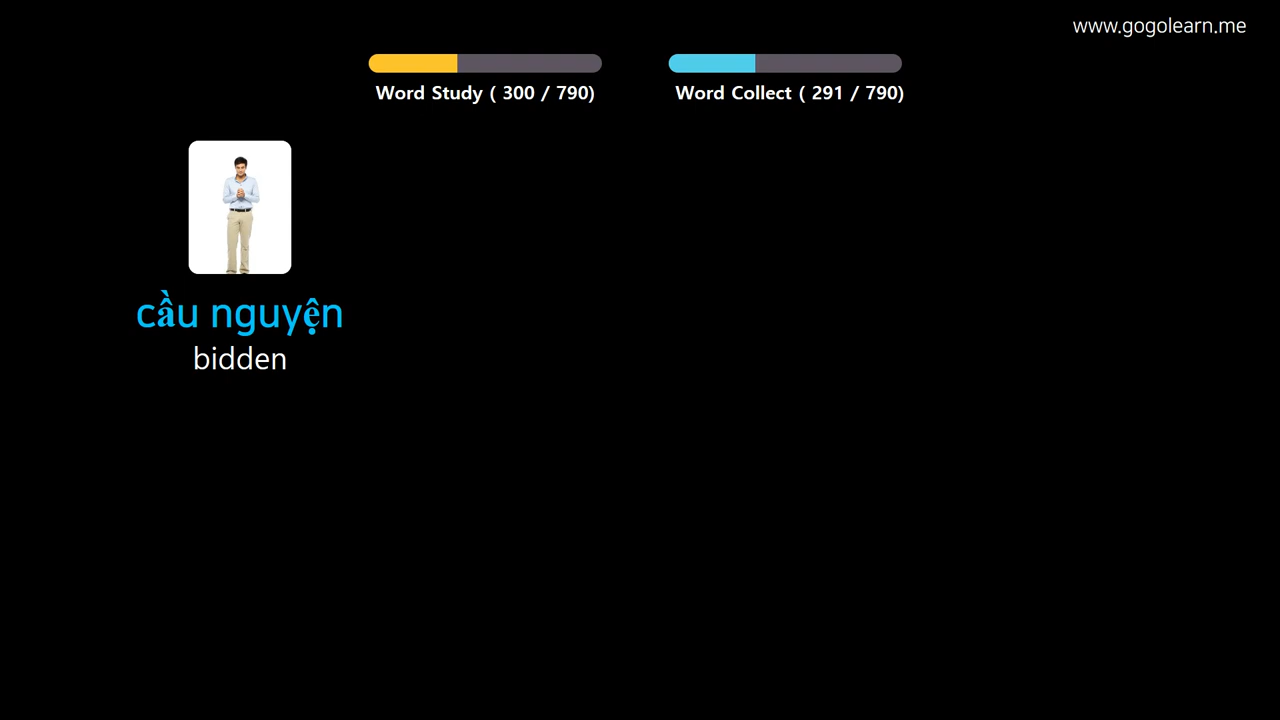 www.gogolearn.me
Word Study ( 300 / 790)
Word Collect ( 291 / 790)
cầu nguyện
bidden